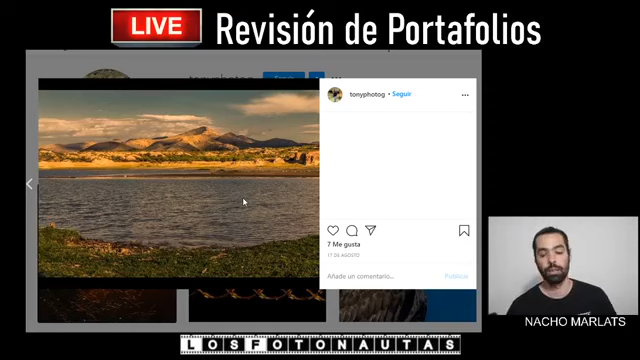 LIVE
Revisión de Portafolios
tonyphotog • Seguir
7 Me gusta
17 DE AGOSTO
Añade un comentario...
Publicar
NACHO MARLATS
LOSFOTONAUTAS